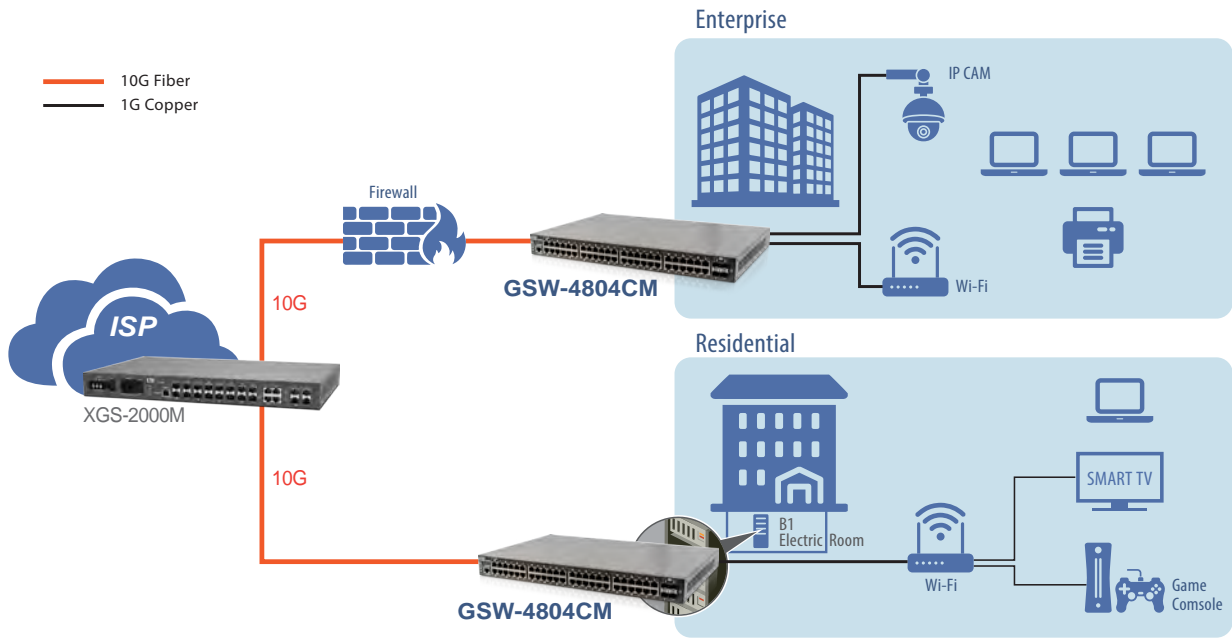 Enterprise
10G Fiber
1G Copper
IP CAM
Firewall
GSW-4804CM
Wi-Fi
10G
ISP
XGS-2000M
Residential
10G
SMART TV
B1
Electric Room
Wi-Fi
Game
Comsole
GSW-4804CM